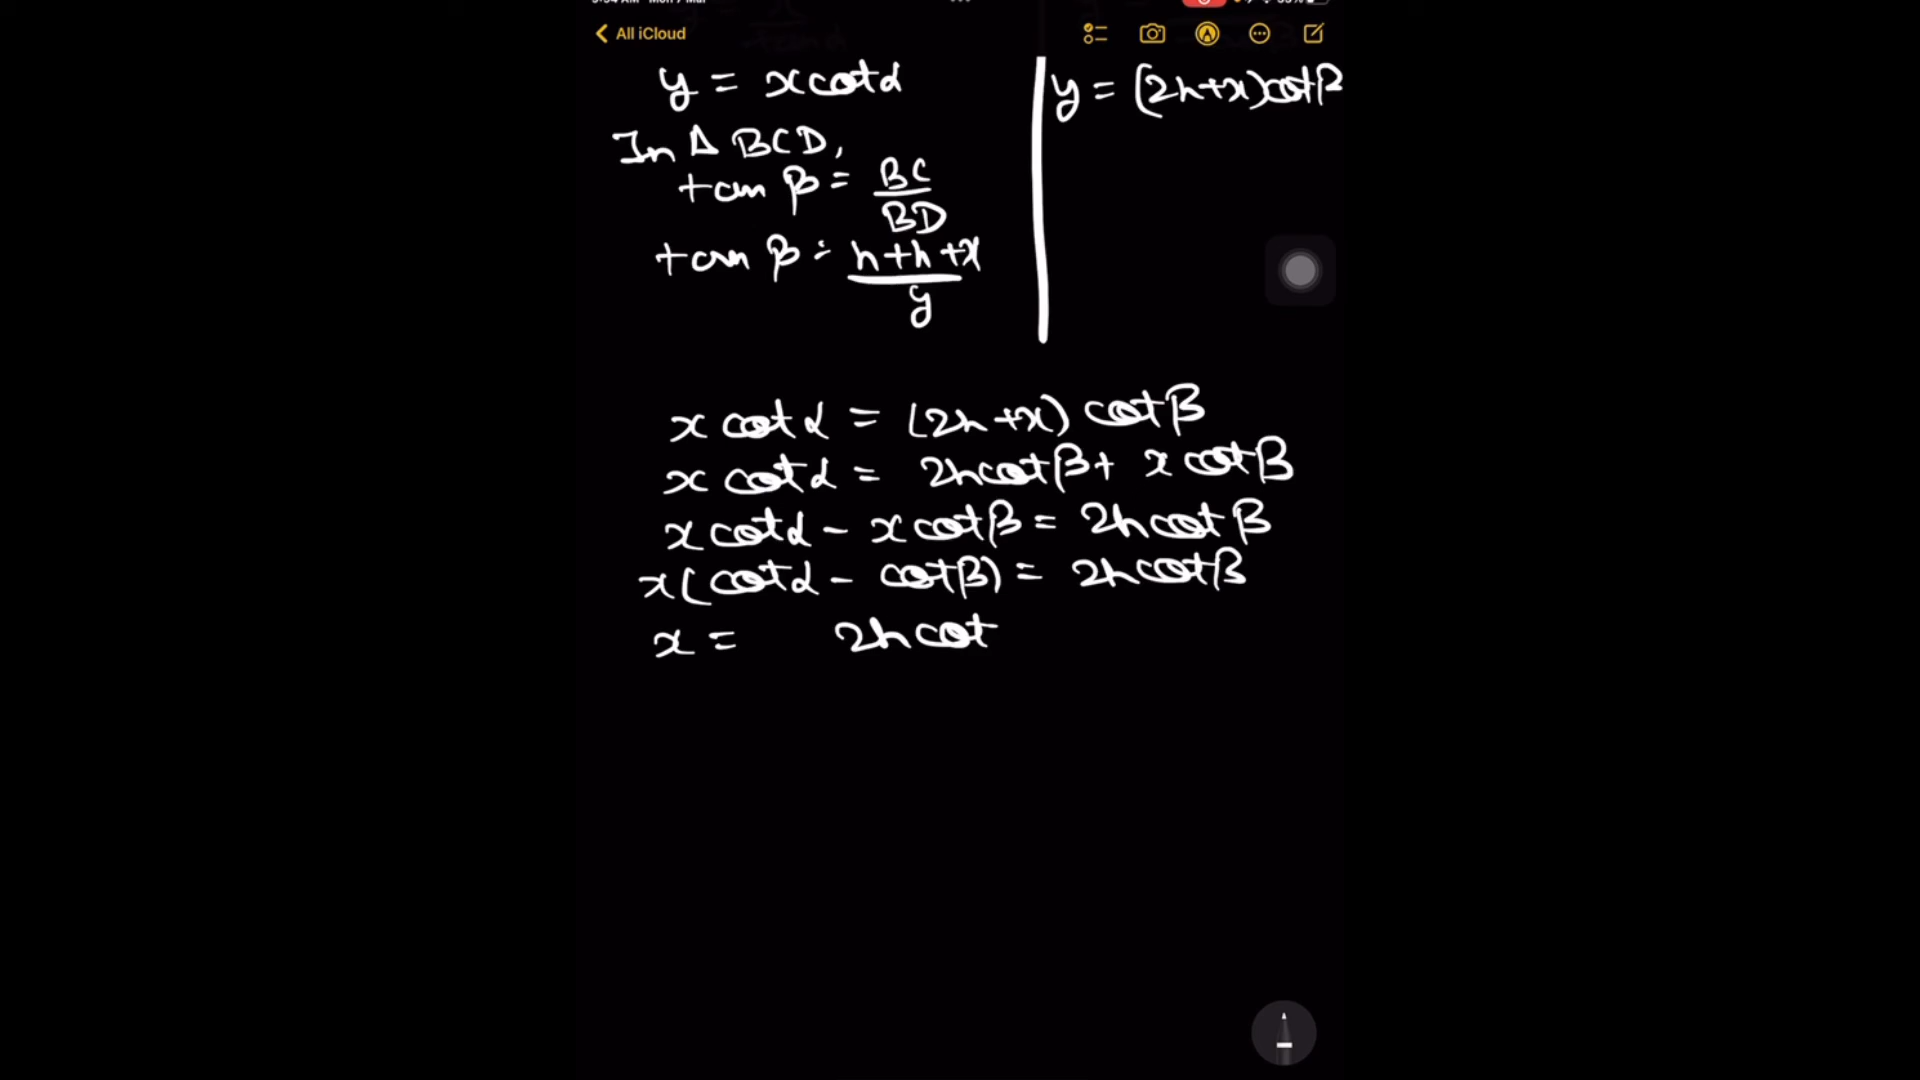 All iCloud
y = x cot α
In Δ BCD,
tan β = BC/BD
tan β = h+h+x/y
y = (2h+x)cot β
x cot α = (2h+x) cot β
x cot α = 2h cot β + x cot β
x cot α - x cot β = 2h cot β
x(cot α - cot β) = 2h cot β
x = 2h cot